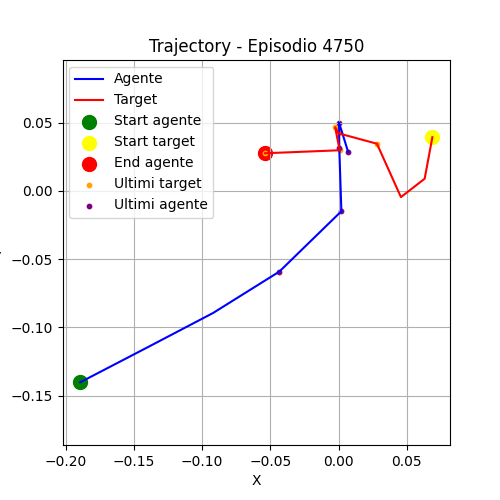 Trajectory - Episodio 4750
Agente
Target
Start agente
Start target
End agente
Ultimi target
Ultimi agente
0.05
0.00
−0.05
−0.10
−0.15
−0.20
−0.15
−0.10
−0.05
0.00
0.05
X